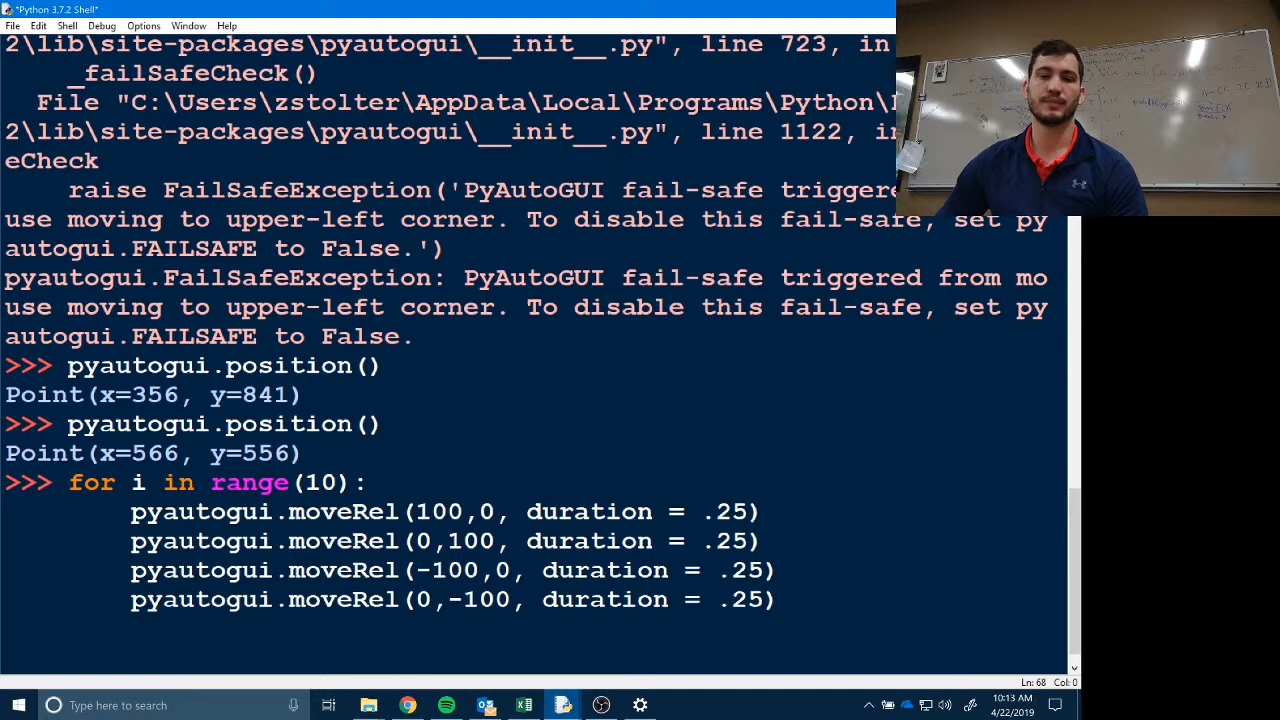 *Python 3.7.2 Shell*
File Edit Shell Debug Options Window Help
2\lib\site-packages\pyautogui\__init__.py", line 723, in
_failSafeCheck()
File "C:\Users\zstolter\AppData\Local\Programs\Python\
2\lib\site-packages\pyautogui\__init__.py", line 1122, i
eCheck
raise FailSafeException('PyAutoGUI fail-safe triggere
use moving to upper-left corner. To disable this fail-safe, set py
autogui.FAILSAFE to False.')
pyautogui.FailSafeException: PyAutoGUI fail-safe triggered from mo
use moving to upper-left corner. To disable this fail-safe, set py
autogui.FAILSAFE to False.
>>> pyautogui.position()
Point(x=356, y=841)
>>> pyautogui.position()
Point(x=566, y=556)
>>> for i in range(10):
pyautogui.moveRel(100,0, duration = .25)
pyautogui.moveRel(0,100, duration = .25)
pyautogui.moveRel(-100,0, duration = .25)
pyautogui.moveRel(0,-100, duration = .25)
Ln: 68 Col: 0
Type here to search
10:13 AM
4/22/2019